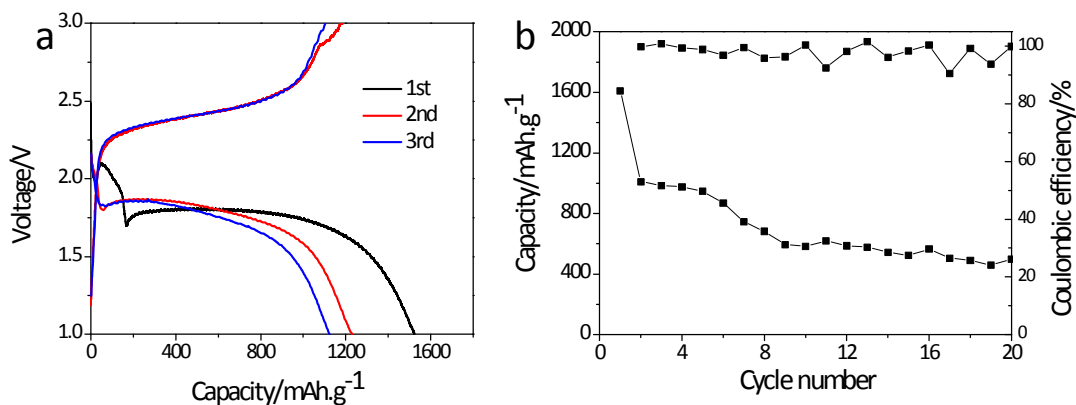 a
3.0
2.5
2.0
1.5
1.0
Voltage/V
1st
2nd
3rd
0 400 800 1200 1600
Capacity/mAh.g⁻¹
b
2000
1600
1200
800
400
0
Capacity/mAh.g⁻¹
100
80
60
40
20
0
Coulombic efficiency/%
0 4 8 12 16 20
Cycle number